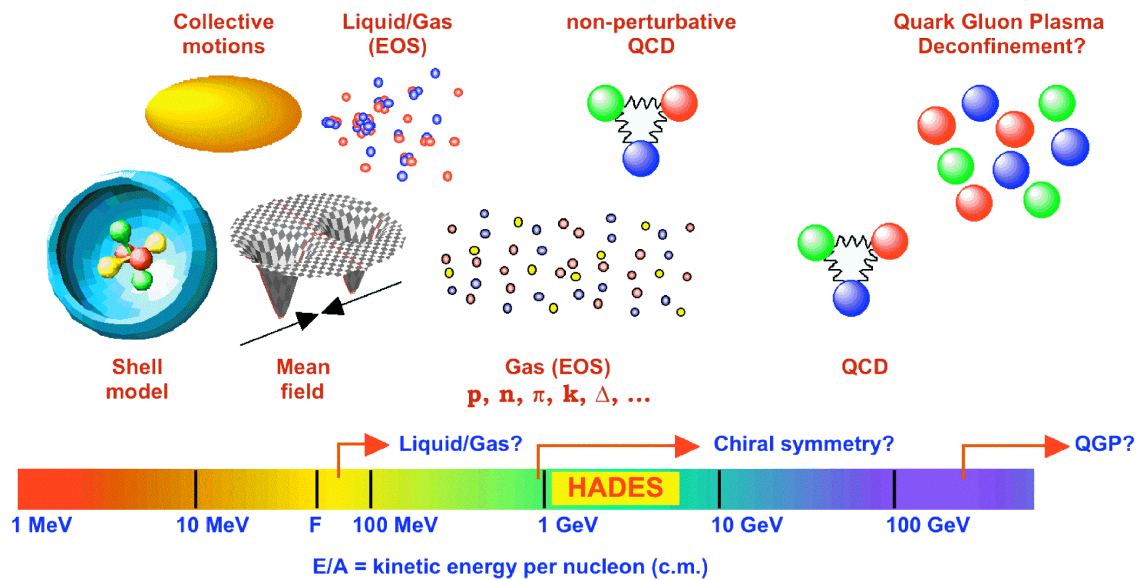 Collective
motions
Liquid/Gas
(EOS)
non-perturbative
QCD
Quark Gluon Plasma
Deconfinement?
Shell
model
Mean
field
Gas (EOS)
p, n, π, k, Δ, ...
QCD
Liquid/Gas?
Chiral symmetry?
QGP?
HADES
1 MeV
10 MeV
F
100 MeV
1 GeV
10 GeV
100 GeV
E/A = kinetic energy per nucleon (c.m.)